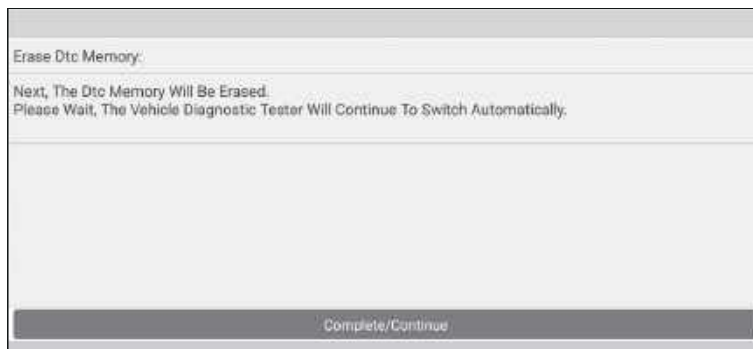 Erase Dtc Memory:
Next, The Dtc Memory Will Be Erased.
Please Wait, The Vehicle Diagnostic Tester Will Continue To Switch Automatically.
Complete/Continue